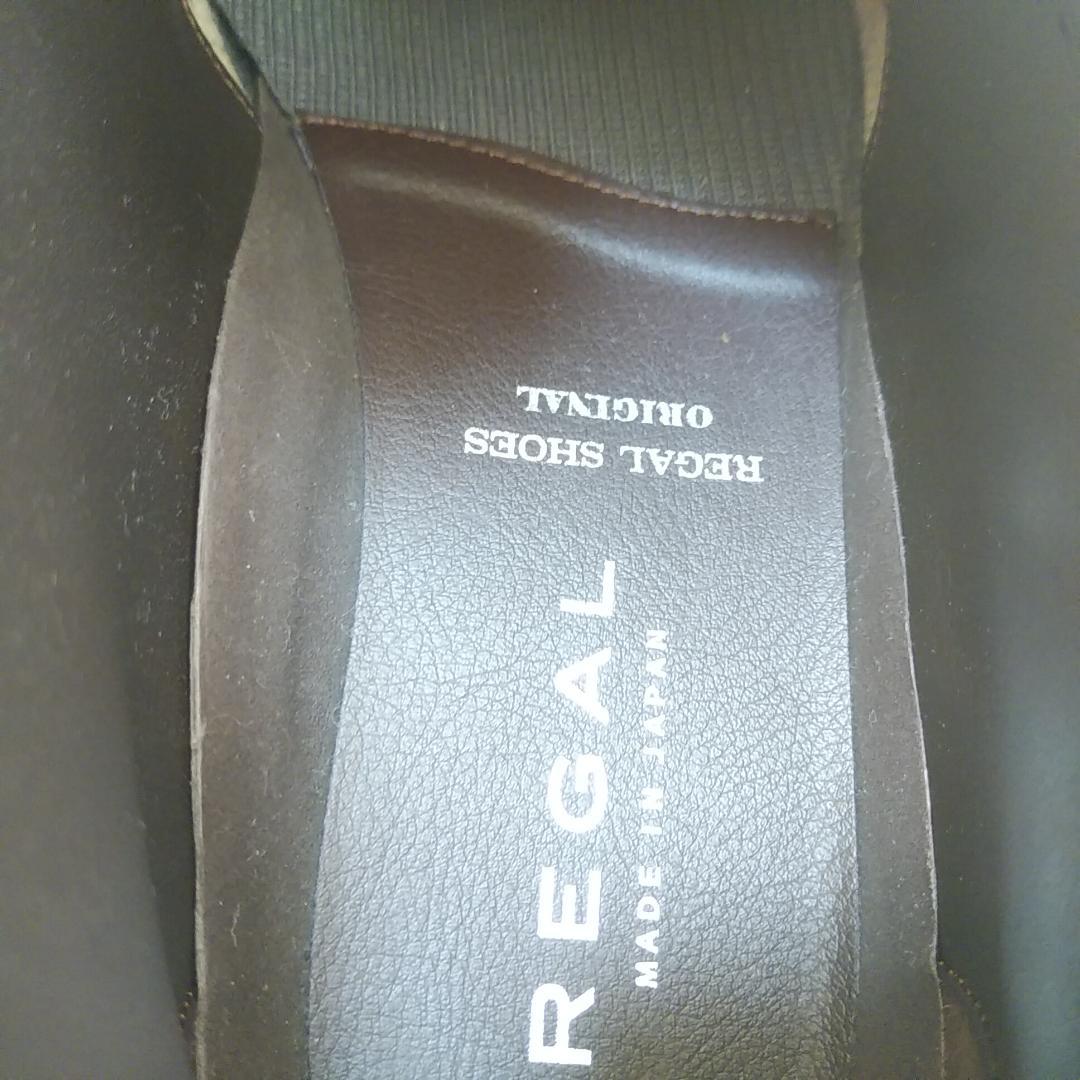 REGAL SHOES
ORIGINAL
REGAL
MADE IN JAPAN